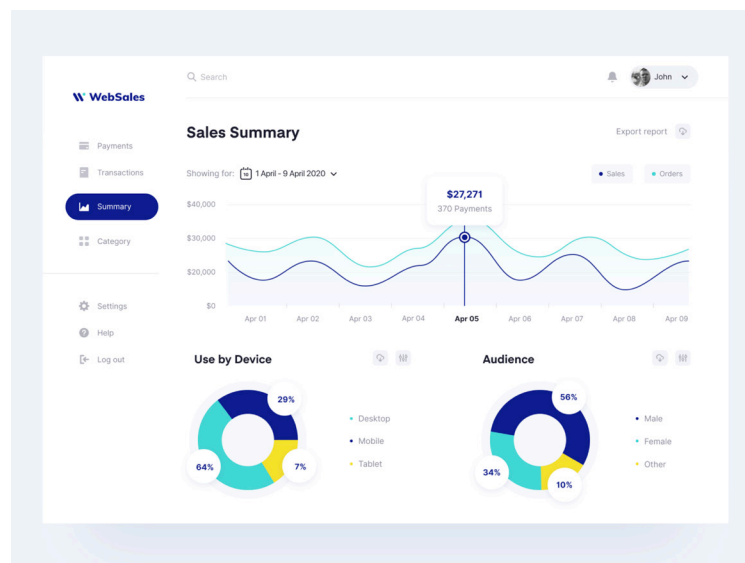 WebSales
Search
John
Payments
Transactions
Summary
Category
Settings
Help
Log out
Sales Summary
Export report
Showing for: 10 1 April - 9 April 2020
Sales
Orders
$27,271
370 Payments
$40,000
$30,000
$20,000
$0
Apr 01 Apr 02 Apr 03 Apr 04 Apr 05 Apr 06 Apr 07 Apr 08 Apr 09
Use by Device
29%
64%
7%
Desktop
Mobile
Tablet
Audience
56%
34%
10%
Male
Female
Other